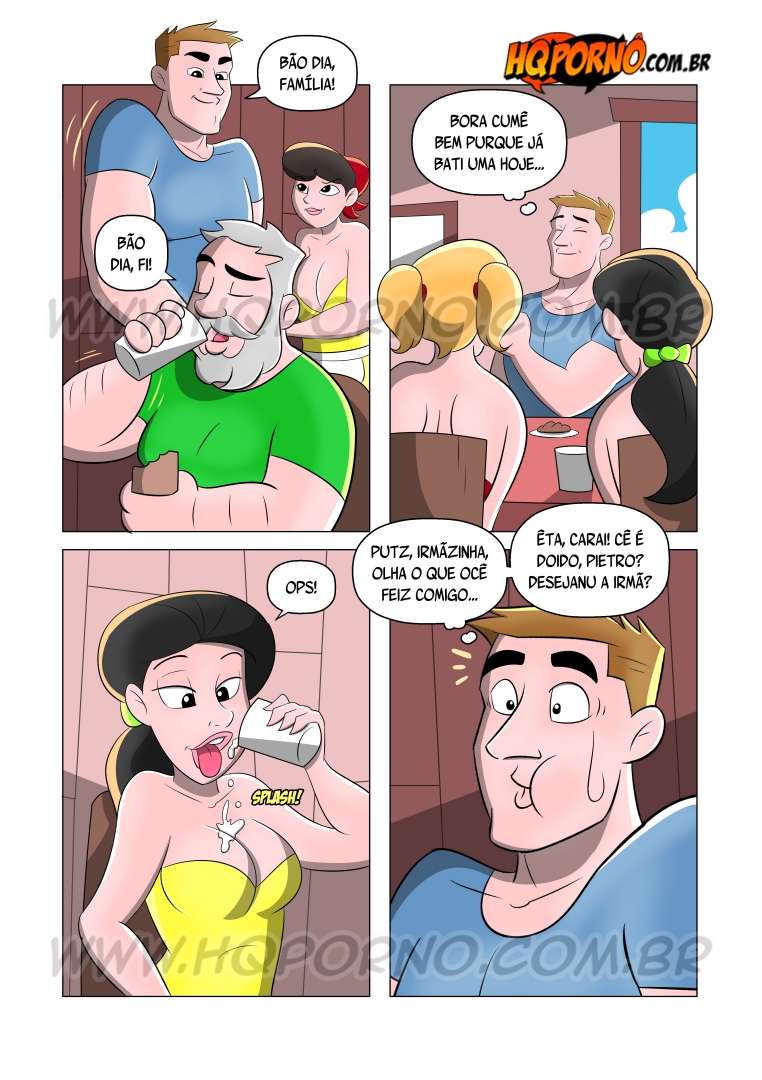 HQPORNÔ.COM.BR
BÃO DIA,
FAMÍLIA!
BÃO
DIA, FI!
BORA CUMÊ
BEM PURQUE JÁ
BATI UMA HOJE...
WWW.HQPORNO.COM.BR
OPS!
SPLASH!
PUTZ, IRMÃZINHA,
OLHA O QUE OCÊ
FEIZ COMIGO...
ÊTA, CARAI! CÊ É
DOIDO, PIETRO?
DESEJANU A IRMÃ?
WWW.HQPORNO.COM.BR